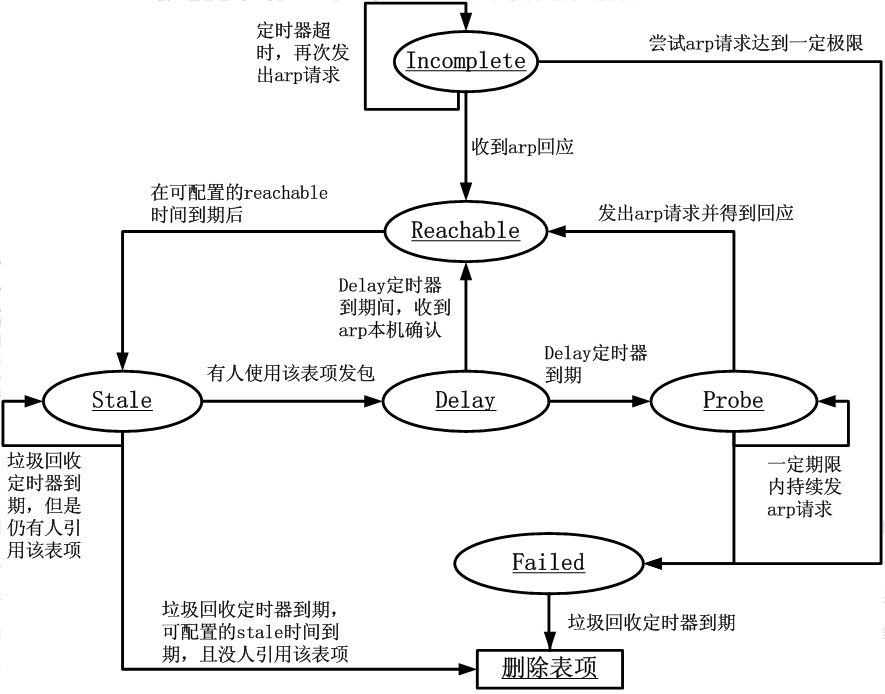 定时器超
时，再次发
出arp请求
Incomplete
尝试arp请求达到一定极限
收到arp回应
在可配置的reachable
时间到期后
Reachable
发出arp请求并得到回应
Delay定时器
到期间，收到
arp本机确认
Delay定时器
到期
有人使用该表项发包
Stale
Delay
Probe
垃圾回收
定时器到
期，但是
仍有人引
用该表项
一定期限
内持续发
arp请求
Failed
垃圾回收定时器到期，
可配置的stale时间到
期，且没人引用该表项
垃圾回收定时器到期
删除表项